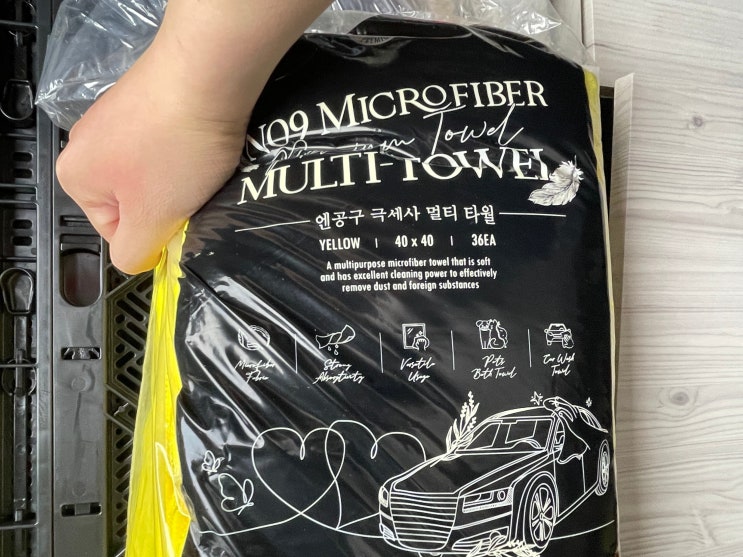 N09 MICROFIBER
Towel
MULTI-TOWEL
엔공구 극세사 멀티 타월
YELLOW | 40 x 40 | 36EA
A multipurpose microfiber towel that is soft
and has excellent cleaning power to effectively
remove dust and foreign substances
Microfiber Fabric
Strong Absorptivity
Versatile Usage
Pets Bath Towel
Car Wash Towel